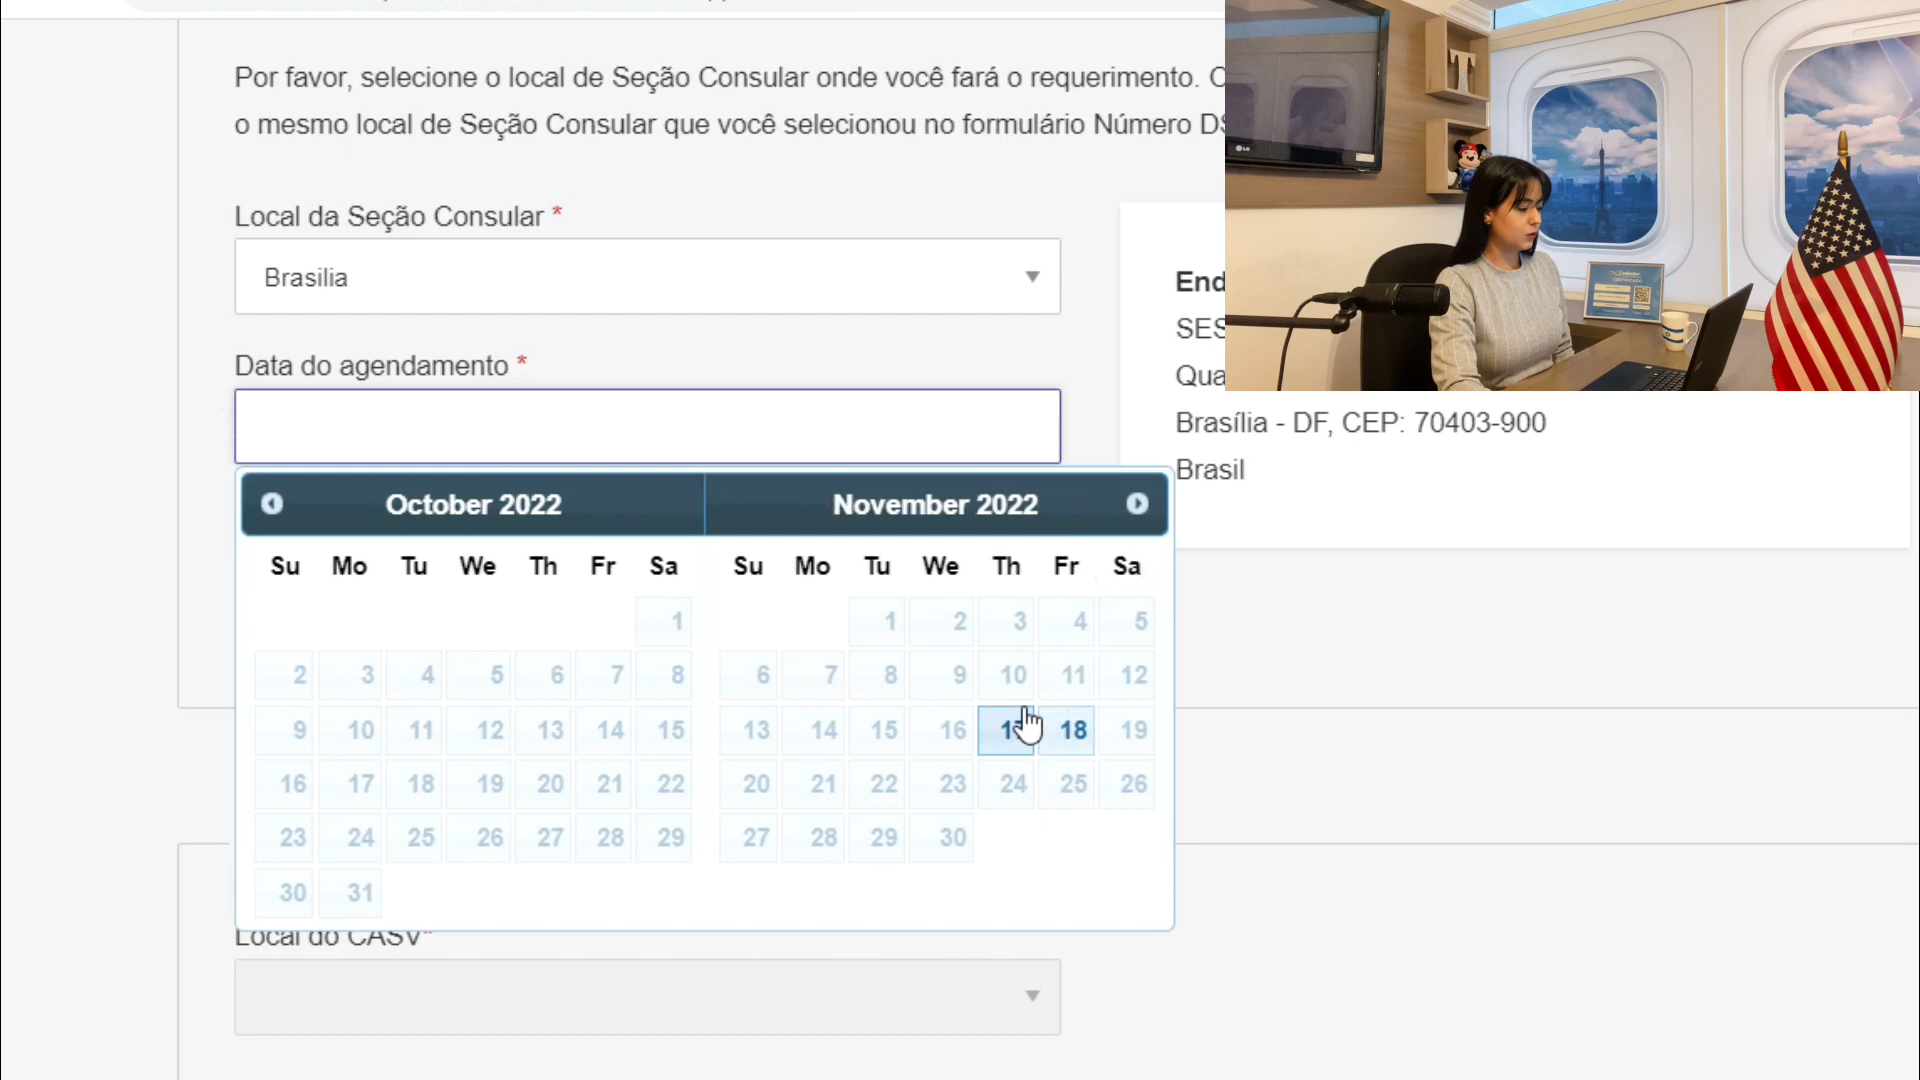 Por favor, selecione o local de Seção Consular onde você fará o requerimento.
o mesmo local de Seção Consular que você selecionou no formulário Número
Local da Seção Consular *
Brasilia
Data do agendamento *
Brasília - DF, CEP: 70403-900
Brasil
October 2022 November 2022
Su Mo Tu We Th Fr Sa Su Mo Tu We Th Fr Sa
1 1 2 3 4 5
2 3 4 5 6 7 8 6 7 8 9 10 11 12
9 10 11 12 13 14 15 13 14 15 16 17 18 19
16 17 18 19 20 21 22 20 21 22 23 24 25 26
23 24 25 26 27 28 29 27 28 29 30
30 31
Local do CASV*
T
LG